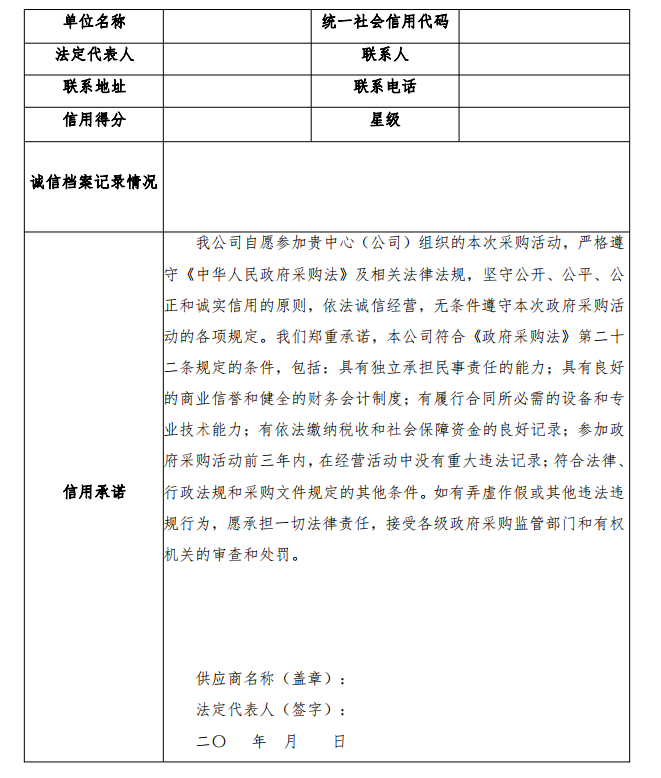 单位名称 统一社会信用代码
法定代表人 联系人
联系地址 联系电话
信用得分 星级
诚信档案记录情况
信用承诺
我公司自愿参加贵中心（公司）组织的本次采购活动，严格遵
守《中华人民政府采购法》及相关法律法规，坚守公开、公平、公
正和诚实信用的原则，依法诚信经营，无条件遵守本次政府采购活
动的各项规定。我们郑重承诺，本公司符合《政府采购法》第二十
二条规定的条件，包括：具有独立承担民事责任的能力；具有良好
的商业信誉和健全的财务会计制度；有履行合同所必需的设备和专
业技术能力；有依法缴纳税收和社会保障资金的良好记录；参加政
府采购活动前三年内，在经营活动中没有重大违法记录；符合法律、
行政法规和采购文件规定的其他条件。如有弄虚作假或其他违法违
规行为，愿承担一切法律责任，接受各级政府采购监管部门和有权
机关的审查和处罚。
供应商名称（盖章）：
法定代表人（签字）：
二〇 年 月 日